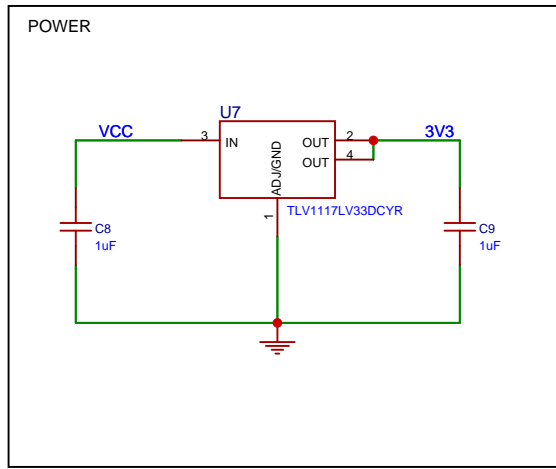 POWER
U7
VCC
3
IN
OUT
2
3V3
OUT
4
ADJ/GND
1
TLV1117LV33DCYR
C8
1uF
C9
1uF